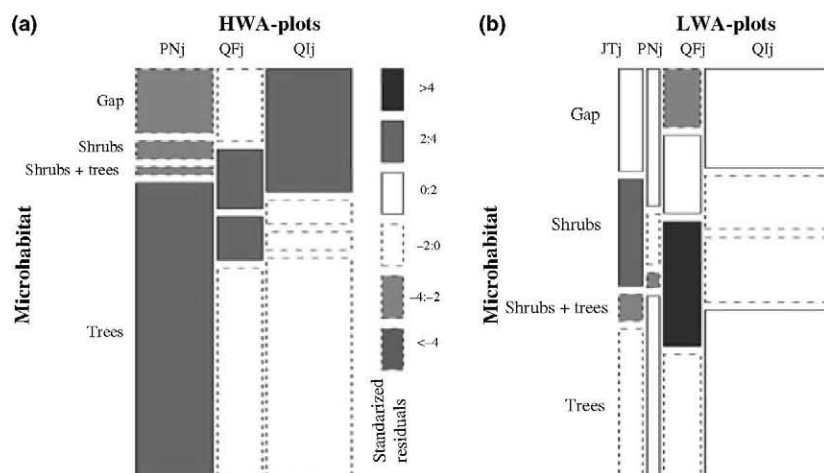 (a)
HWA-plots
PNj QFj QIj
Gap
Shrubs
Shrubs + trees
Trees
Microhabitat
>4
2:4
0:2
–2:0
–4:–2
<–4
Standarized
residuals
(b)
LWA-plots
JTj PNj QFj QIj
Gap
Shrubs
Shrubs + trees
Trees
Microhabitat